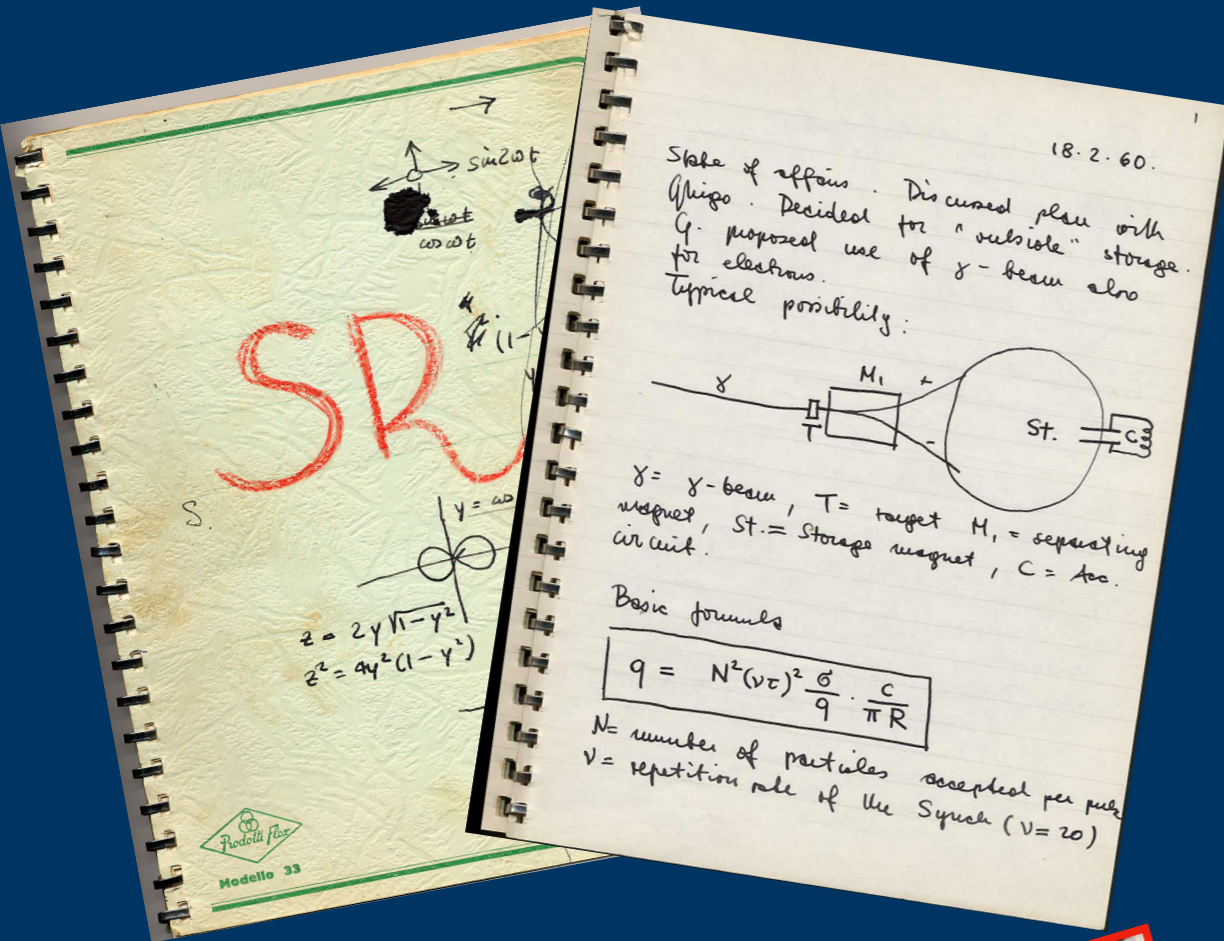 sin2ωt
cosωt
(1-
SR
S.
y = cos
z = 2y√1-y²
z² = 4y²(1-y²)
Prodotti Flex
Modello 33
1
18.2.60.
State of affairs. Discussed plan with
Ghigo. Decided for "outside" storage.
G. proposed use of γ-beam also
for electrons.
Typical possibility:
γ
T
M₁
+
-
St.
C
γ = γ-beam, T = target M₁ = separating
magnet, St. = Storage magnet, C = Acc.
circuit.
Basic formula
q = N²(ντ)² σ/q · c/πR
N = number of particles accepted per pulse
ν = repetition rate of the Synch (ν = 20)